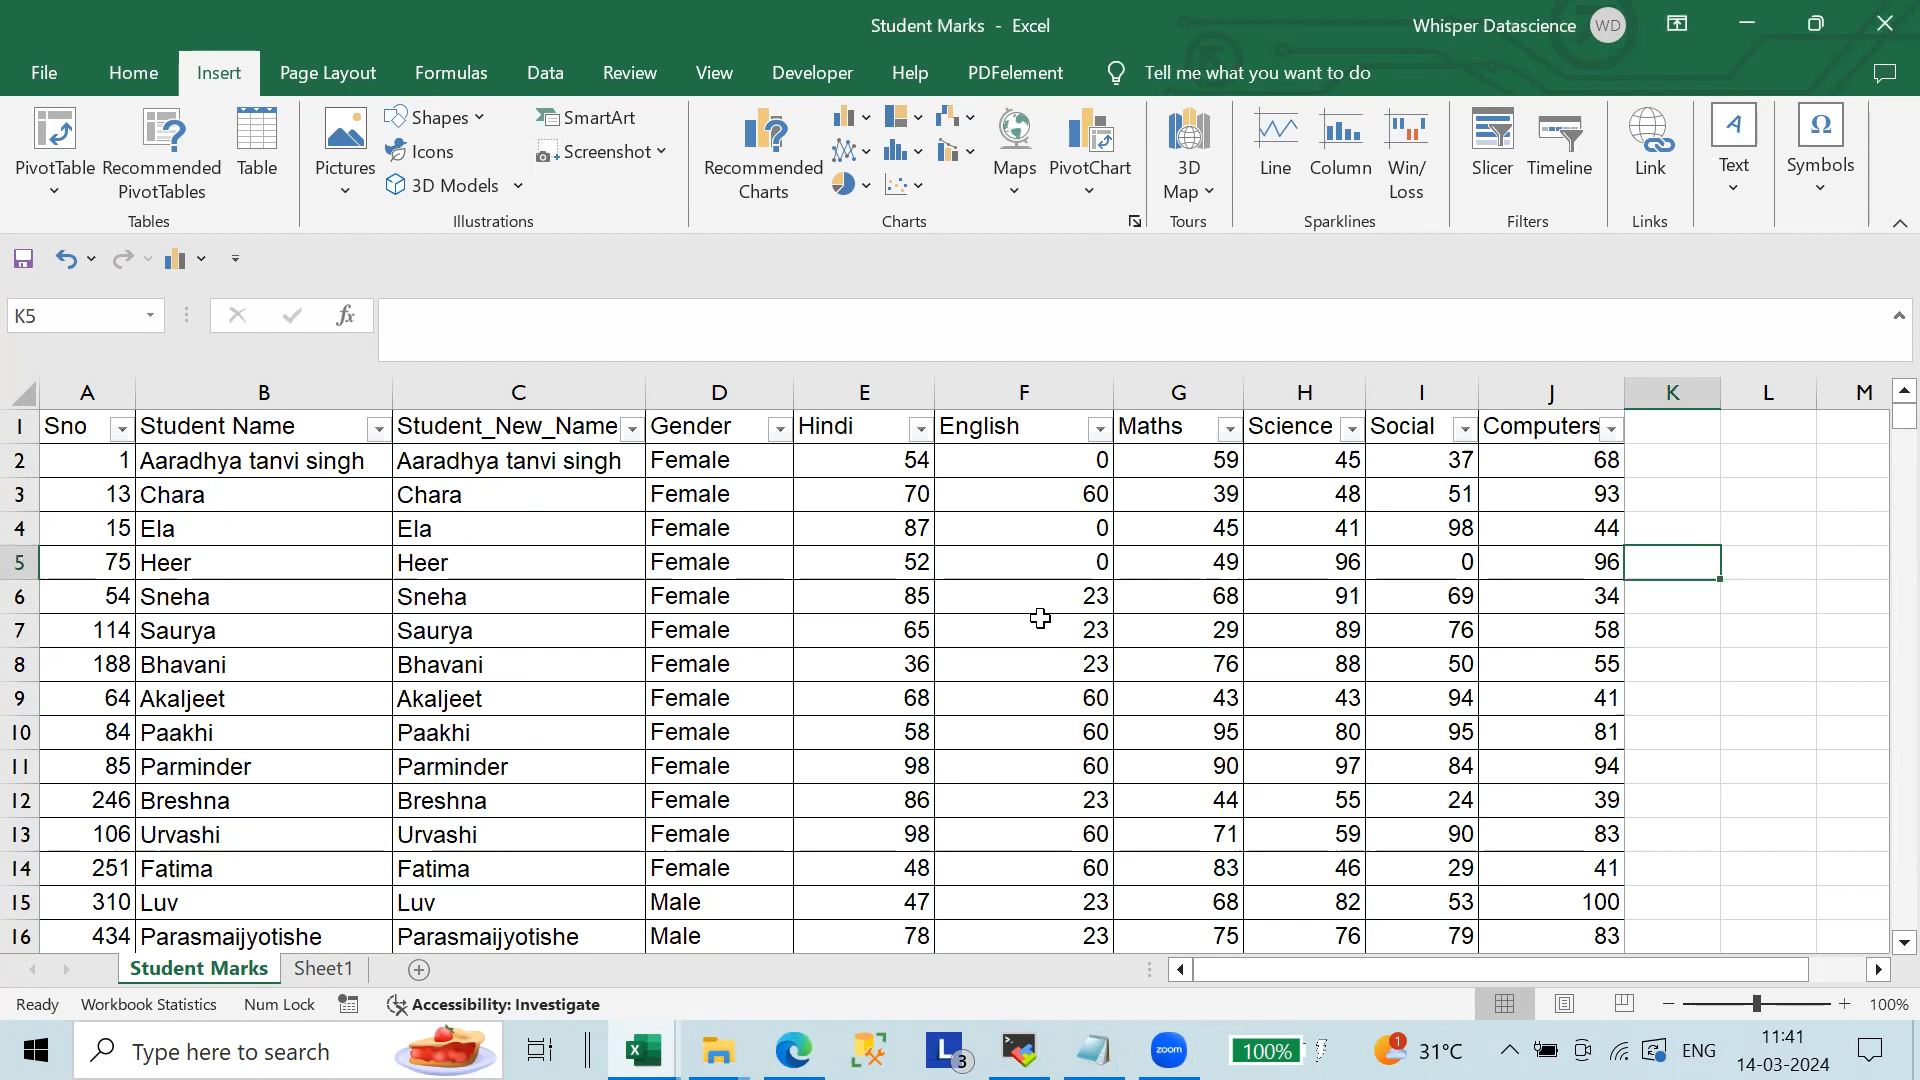 Student Marks - Excel
Whisper Datascience WD
File Home Insert Page Layout Formulas Data Review View Developer Help PDFelement Tell me what you want to do
PivotTable
Recommended PivotTables
Table
Tables
Pictures
Shapes
Icons
3D Models
SmartArt
Screenshot
Illustrations
Recommended Charts
Maps
PivotChart
Charts
3D Map
Tours
Line
Column
Win/ Loss
Sparklines
Slicer
Timeline
Filters
Link
Links
A
Text
Ω
Symbols
K5
fx
A B C D E F G H I J K L M
1 Sno Student Name Student_New_Name Gender Hindi English Maths Science Social Computers
2 1 Aaradhya tanvi singh Aaradhya tanvi singh Female 54 0 59 45 37 68
3 13 Chara Chara Female 70 60 39 48 51 93
4 15 Ela Ela Female 87 0 45 41 98 44
5 75 Heer Heer Female 52 0 49 96 0 96
6 54 Sneha Sneha Female 85 23 68 91 69 34
7 114 Saurya Saurya Female 65 23 29 89 76 58
8 188 Bhavani Bhavani Female 36 23 76 88 50 55
9 64 Akaljeet Akaljeet Female 68 60 43 43 94 41
10 84 Paakhi Paakhi Female 58 60 95 80 95 81
11 85 Parminder Parminder Female 98 60 90 97 84 94
12 246 Breshna Breshna Female 86 23 44 55 24 39
13 106 Urvashi Urvashi Female 98 60 71 59 90 83
14 251 Fatima Fatima Female 48 60 83 46 29 41
15 310 Luv Luv Male 47 23 68 82 53 100
16 434 Parasmaijyotishe Parasmaijyotishe Male 78 23 75 76 79 83
Student Marks Sheet1
Ready Workbook Statistics Num Lock Accessibility: Investigate 100%
Type here to search
L 3
zoom
100%
1
31°C
ENG
11:41
14-03-2024